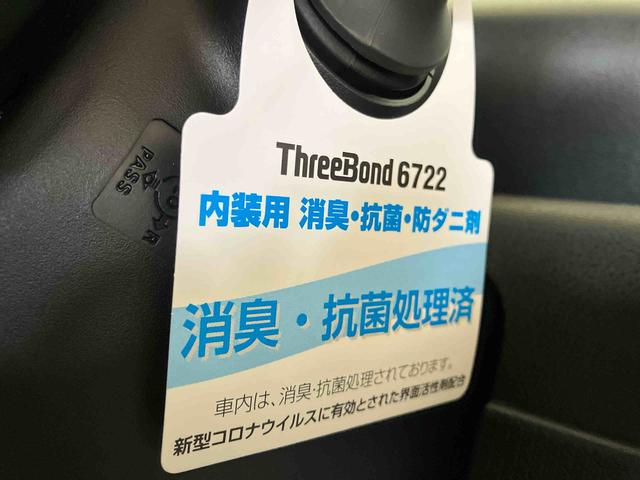 ThreeBond 6722
内装用 消臭・抗菌・防ダニ剤
消臭・抗菌処理済
車内は、消臭・抗菌処理されております。
新型コロナウイルスに有効とされた界面活性剤配合
PASS